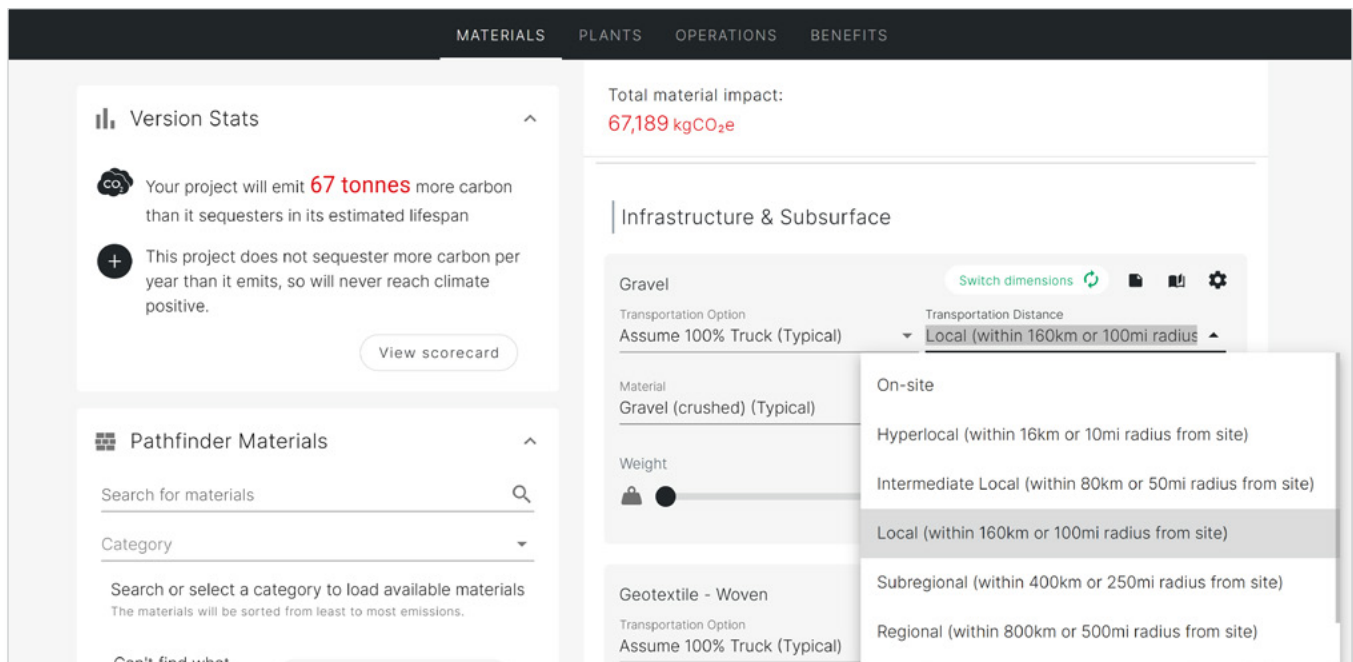 MATERIALS PLANTS OPERATIONS BENEFITS
Version Stats
CO₂
Your project will emit 67 tonnes more carbon
than it sequesters in its estimated lifespan
This project does not sequester more carbon per
year than it emits, so will never reach climate
positive.
View scorecard
Pathfinder Materials
Search for materials
Category
Search or select a category to load available materials
The materials will be sorted from least to most emissions.
Can't find what
Total material impact:
67,189 kgCO₂e
Infrastructure & Subsurface
Gravel
Switch dimensions
Transportation Option
Assume 100% Truck (Typical)
Transportation Distance
Local (within 160km or 100mi radius
Material
Gravel (crushed) (Typical)
Weight
On-site
Hyperlocal (within 16km or 10mi radius from site)
Intermediate Local (within 80km or 50mi radius from site)
Local (within 160km or 100mi radius from site)
Subregional (within 400km or 250mi radius from site)
Regional (within 800km or 500mi radius from site)
Geotextile - Woven
Transportation Option
Assume 100% Truck (Typical)